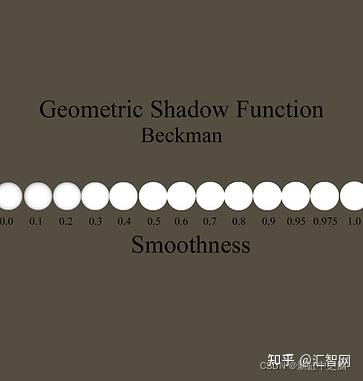 Geometric Shadow Function
Beckman
0.0 0.1 0.2 0.3 0.4 0.5 0.6 0.7 0.8 0.9 0.95 0.975 1.0
Smoothness
知乎 @汇智网
CSDN